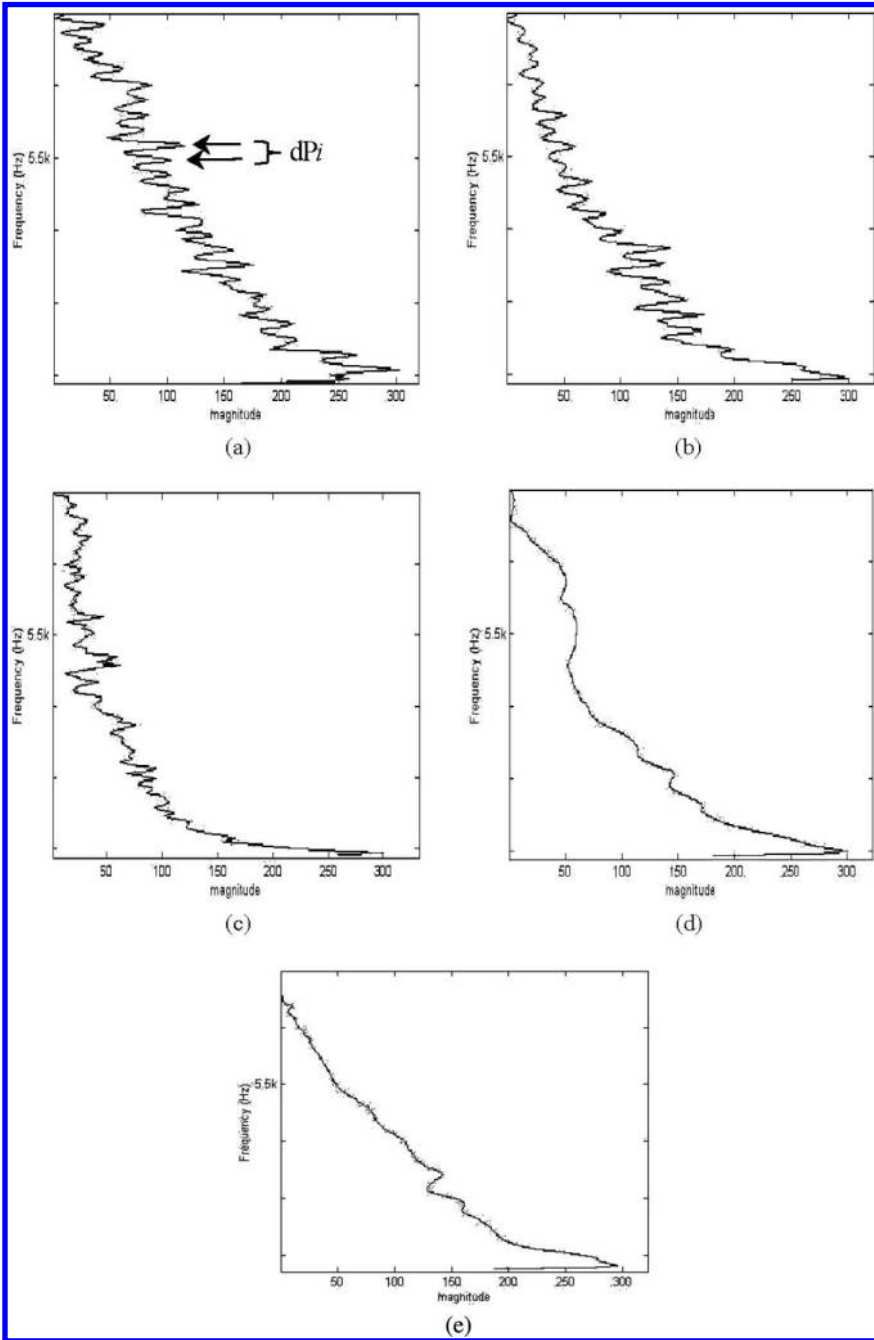 Frequency (Hz)
5.5k
dPi
50. 100 150 200 250 .300
magnitude
(a)
Frequency (Hz)
5.5k
50. 100 150 200. .250 300
magnitude
(b)
Frequency (Hz)
5.5k
50 100 150 200 .250 .300
magnitude
(c)
Frequency (Hz)
5.5k
50. 100 150 200. .250 300
magnitude
(d)
Frequency (Hz)
5.5k
50 100 150 200 .250 .300
magnitude
(e)